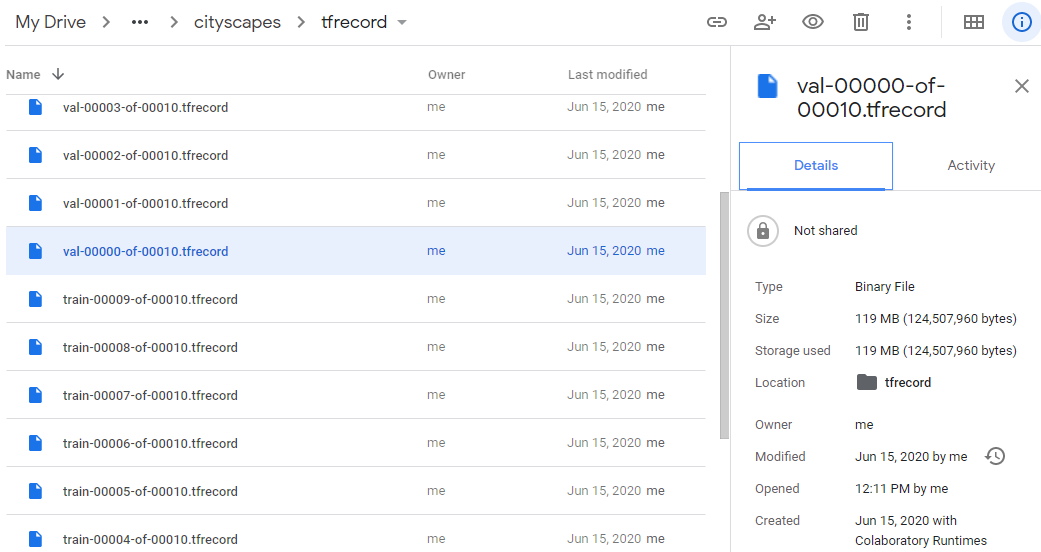 My Drive > ••• > cityscapes > tfrecord
Name Owner Last modified
val-00003-of-00010.tfrecord me Jun 15, 2020 me
val-00002-of-00010.tfrecord me Jun 15, 2020 me
val-00001-of-00010.tfrecord me Jun 15, 2020 me
val-00000-of-00010.tfrecord me Jun 15, 2020 me
train-00009-of-00010.tfrecord me Jun 15, 2020 me
train-00008-of-00010.tfrecord me Jun 15, 2020 me
train-00007-of-00010.tfrecord me Jun 15, 2020 me
train-00006-of-00010.tfrecord me Jun 15, 2020 me
train-00005-of-00010.tfrecord me Jun 15, 2020 me
train-00004-of-00010.tfrecord me Jun 15, 2020 me
val-00000-of-
00010.tfrecord
Details Activity
Not shared
Type Binary File
Size 119 MB (124,507,960 bytes)
Storage used 119 MB (124,507,960 bytes)
Location tfrecord
Owner me
Modified Jun 15, 2020 by me
Opened 12:11 PM by me
Created Jun 15, 2020 with
Colaboratory Runtimes